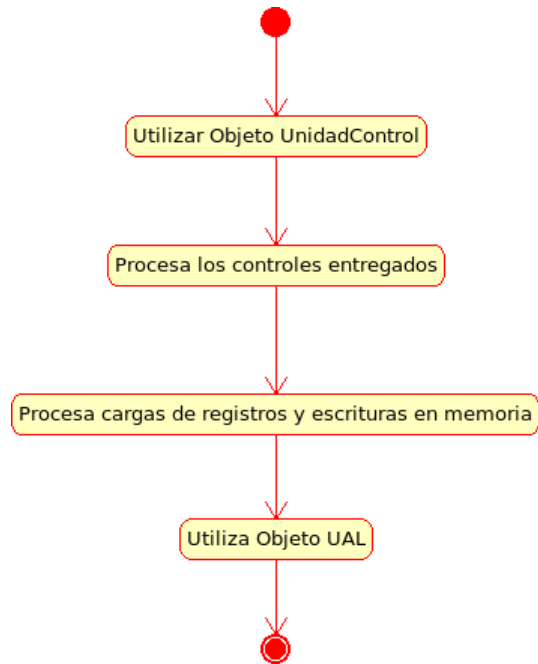 Utilizar Objeto UnidadControl
Procesa los controles entregados
Procesa cargas de registros y escrituras en memoria
Utiliza Objeto UAL